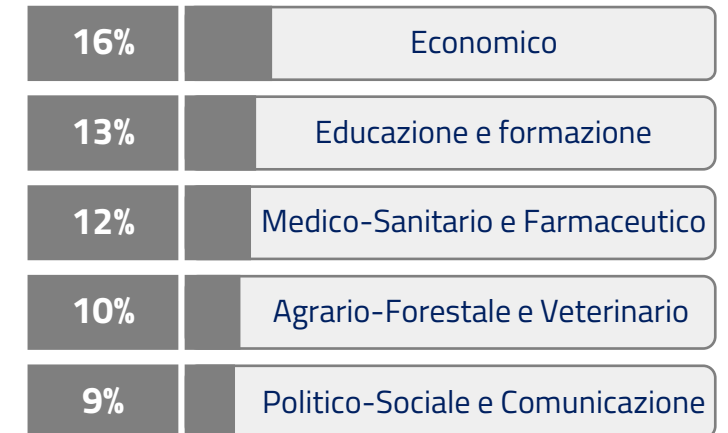 16% Economico
13% Educazione e formazione
12% Medico-Sanitario e Farmaceutico
10% Agrario-Forestale e Veterinario
9% Politico-Sociale e Comunicazione